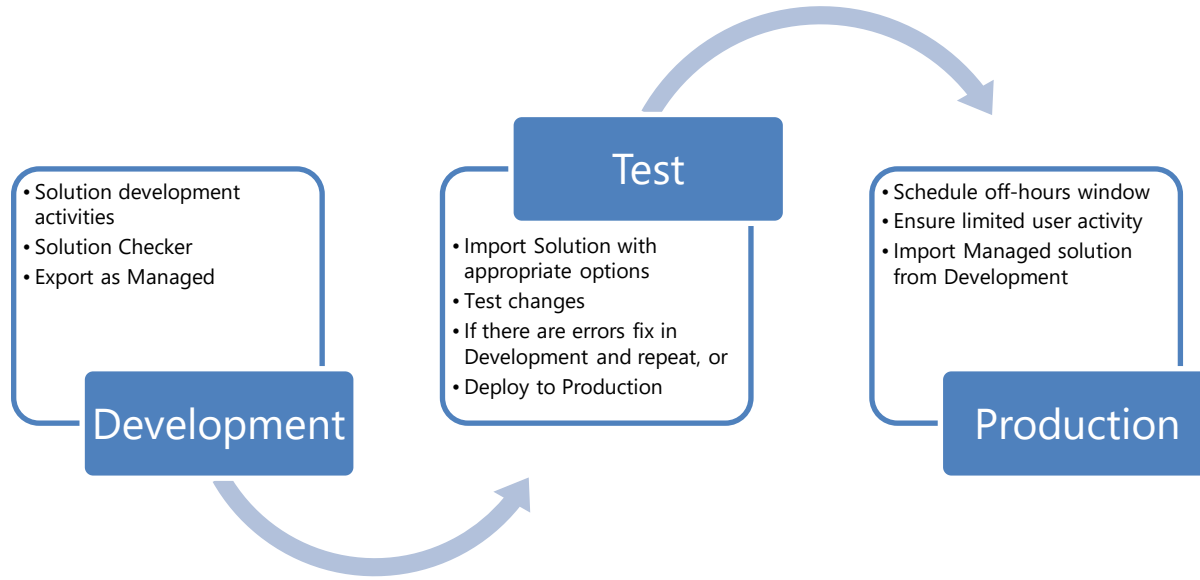 • Solution development
activities
• Solution Checker
• Export as Managed
Development
Test
• Import Solution with
appropriate options
• Test changes
• If there are errors fix in
Development and repeat, or
• Deploy to Production
• Schedule off-hours window
• Ensure limited user activity
• Import Managed solution
from Development
Production